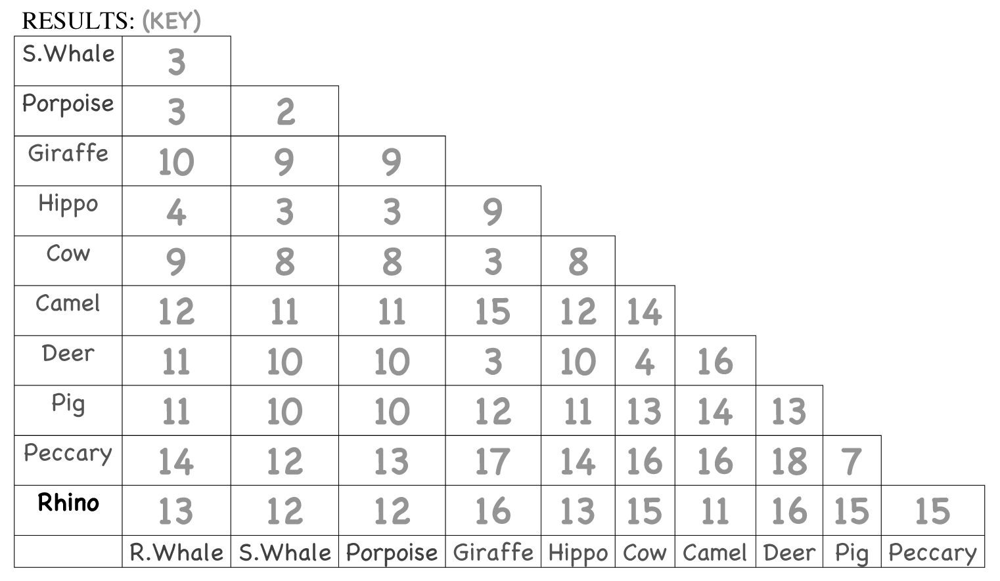 RESULTS: (KEY)
S.Whale 3
Porpoise 3 2
Giraffe 10 9 9
Hippo 4 3 3 9
Cow 9 8 8 3 8
Camel 12 11 11 15 12 14
Deer 11 10 10 3 10 4 16
Pig 11 10 10 12 11 13 14 13
Peccary 14 12 13 17 14 16 16 18 7
Rhino 13 12 12 16 13 15 11 16 15 15
R.Whale S.Whale Porpoise Giraffe Hippo Cow Camel Deer Pig Peccary